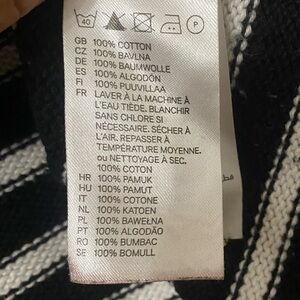 40 P
GB 100% COTTON
CZ 100% BAVLNA
DE 100% BAUMWOLLE
ES 100% ALGODÓN
FI 100% PUUVILLAA
FR LAVER À LA MACHINE À
L'EAU TIÈDE. BLANCHIR
SANS CHLORE SI
NÉCESSAIRE. SÉCHER À
L'AIR. REPASSER À
TEMPÉRATURE MOYENNE.
OU NETTOYAGE À SEC.
100% COTON
HR 100% PAMUK
HU 100% PAMUT
IT 100% COTONE
NL 100% KATOEN
PL 100% BAWEŁNA
PT 100% ALGODÃO
RO 100% BUMBAC
SE 100% BOMULL